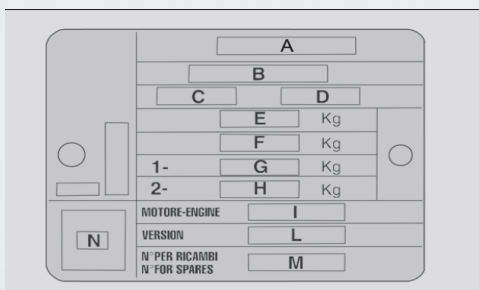 A
B
C D
E Kg
F Kg
1- G Kg
2- H Kg
MOTORE-ENGINE I
VERSION L
N
N° PER RICAMBI
N° FOR SPARES M